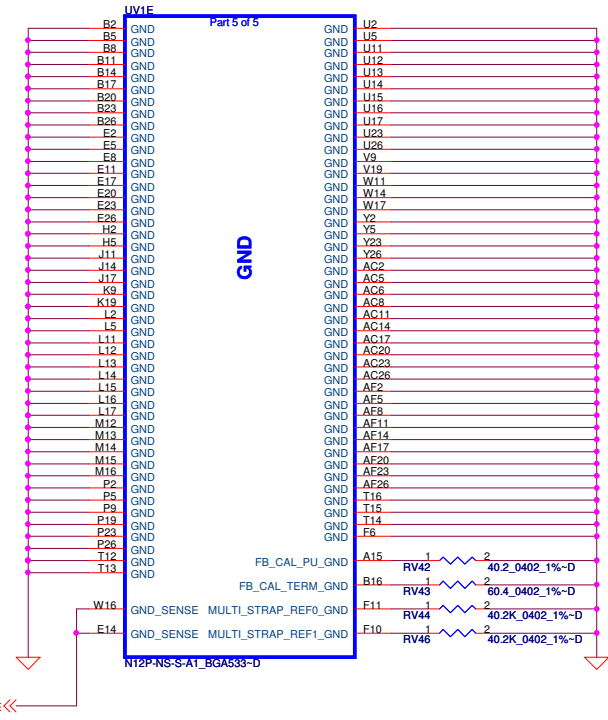 UV1E
Part 5 of 5
B2 GND GND U2
B5 GND GND U5
B8 GND GND U11
B11 GND GND U12
B14 GND GND U13
B17 GND GND U14
B20 GND GND U15
B23 GND GND U16
B26 GND GND U17
E2 GND GND U23
E5 GND GND U26
E8 GND GND V9
E11 GND GND V19
E17 GND GND W11
E20 GND GND W14
E23 GND GND W17
E26 GND GND Y2
H2 GND GND Y5
H5 GND GND Y23
J11 GND GND Y26
J14 GND GND AC2
J17 GND GND AC5
K9 GND GND AC6
K19 GND GND AC8
L2 GND GND AC11
L5 GND GND AC14
L11 GND GND AC17
L12 GND GND AC20
L13 GND GND AC23
L14 GND GND AC26
L15 GND GND AF2
L16 GND GND AF5
L17 GND GND AF8
M12 GND GND AF11
M13 GND GND AF14
M14 GND GND AF17
M15 GND GND AF20
M16 GND GND AF23
P2 GND GND AF26
P5 GND GND T16
P9 GND GND T15
P19 GND GND T14
P23 GND GND F6
P26 GND
T12 GND FB_CAL_PU_GND A15 1 2
RV42 40.2_0402_1%~D
T13 GND
FB_CAL_TERM_GND B16 1 2
RV43 60.4_0402_1%~D
W16 GND_SENSE MULTI_STRAP_REF0_GND F11 1 2
RV44 40.2K_0402_1%~D
E14 GND_SENSE MULTI_STRAP_REF1_GND F10 1 2
RV46 40.2K_0402_1%~D
GND
N12P-NS-S-A1_BGA533~D